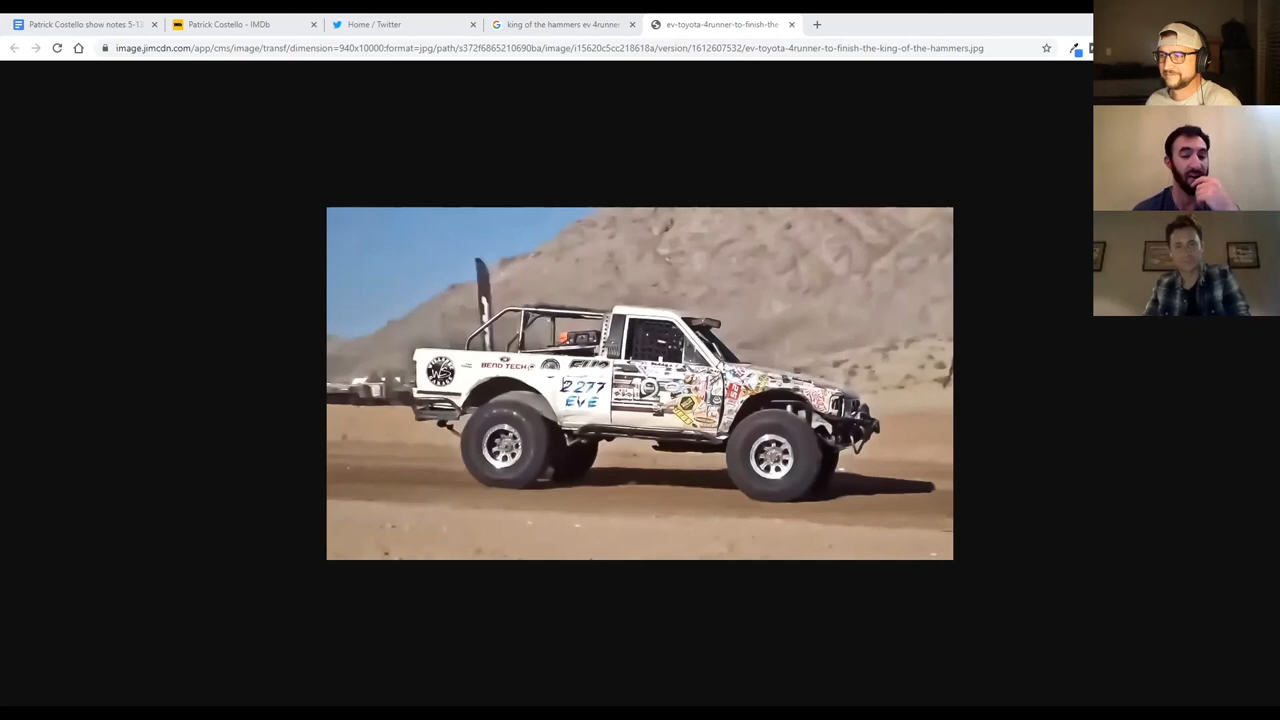 Patrick Costello show notes 5-1
Patrick Costello - IMDb
Home / Twitter
king of the hammers ev 4runner
ev-toyota-4runner-to-finish-the
image.jimcdn.com/app/cms/image/transf/dimension=940x10000:format=jpg/path/s372f6865210690ba/image/i15620c5cc218618a/version/1612607532/ev-toyota-4runner-to-finish-the-king-of-the-hammers.jpg
BEND TECH
2277
EVE
19